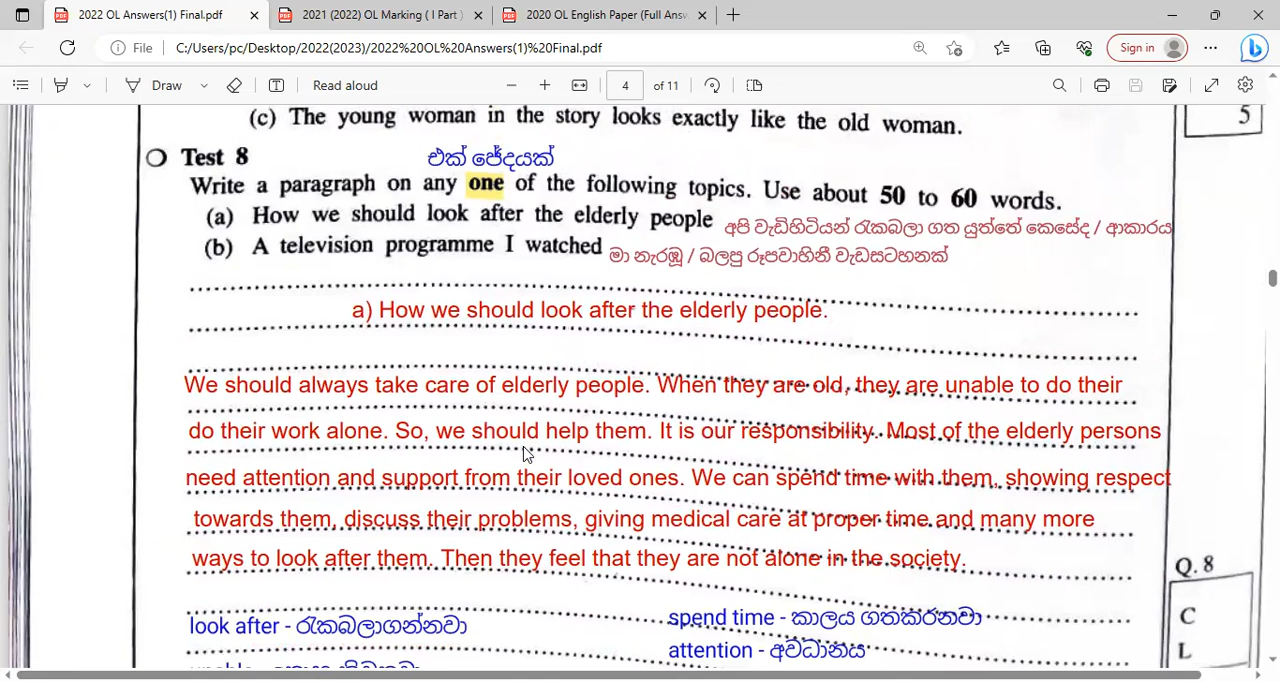 2022 OL Answers(1) Final.pdf
2021 (2022) OL Marking ( I Part )
2020 OL English Paper (Full Answ
File
C:/Users/pc/Desktop/2022(2023)/2022%20OL%20Answers(1)%20Final.pdf
Sign in
Draw
Read aloud
4 of 11
(c) The young woman in the story looks exactly like the old woman.
5
Test 8
එක් ඡේදයක්
Write a paragraph on any one of the following topics. Use about 50 to 60 words.
(a) How we should look after the elderly people අපි වැඩිහිටියන් රැකබලා ගත යුත්තේ කෙසේද / ආකාරය
(b) A television programme I watched මා නැරඹූ / බලපු රූපවාහිනී වැඩසටහනක්
a) How we should look after the elderly people.
We should always take care of elderly people. When they are old, they are unable to do their
do their work alone. So, we should help them. It is our responsibility. Most of the elderly persons
need attention and support from their loved ones. We can spend time with them, showing respect
towards them, discuss their problems, giving medical care at proper time and many more
ways to look after them. Then they feel that they are not alone in the society.
Q. 8
look after - රැකබලාගන්නවා
spend time - කාලය ගතකරනවා
C
attention - අවධානය
L